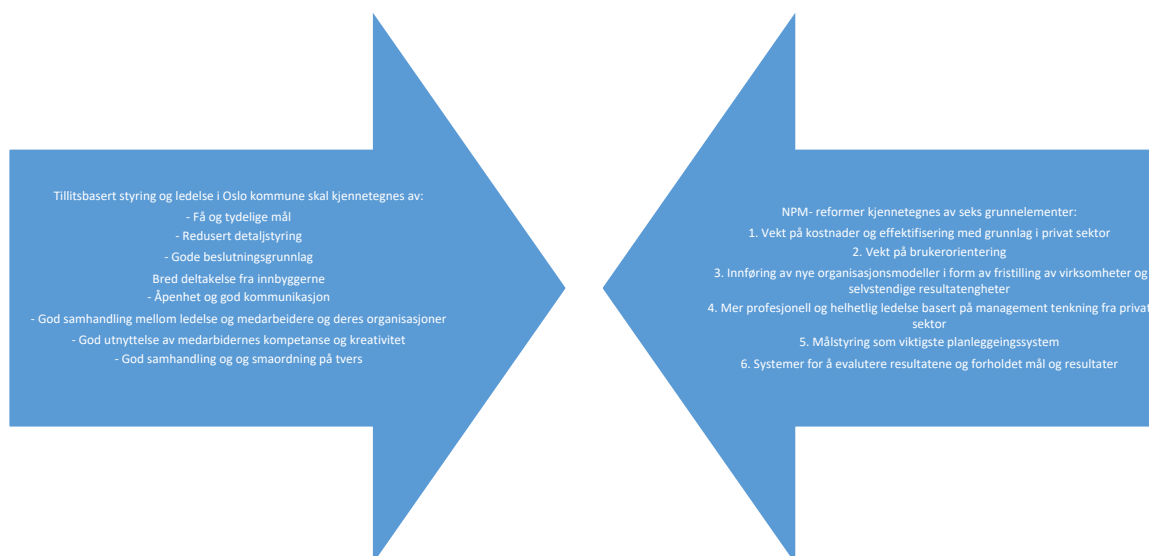 Tillitsbasert styring og ledelse i Oslo kommune skal kjennetegnes av:
- Få og tydelige mål
- Redusert detaljstyring
- Gode beslutningsgrunnlag
Bred deltakelse fra innbyggerne
- Åpenhet og god kommunikasjon
- God samhandling mellom ledelse og medarbeidere og deres organisasjoner
- God utnyttelse av medarbidernes kompetanse og kreativitet
- God samhandling og og smaordning på tvers
NPM- reformer kjennetegnes av seks grunnelementer:
1. Vekt på kostnader og effektifisering med grunnlag i privat sektor
2. Vekt på brukerorientering
3. Innføring av nye organisasjonsmodeller i form av fristilling av virksomheter og
selvstendige resultatengheter
4. Mer profesjonell og helhetlig ledelse basert på management tenkning fra privat
sektor
5. Målstyring som viktigste planleggeingssystem
6. Systemer for å evalutere resultatene og forholdet mål og resultater